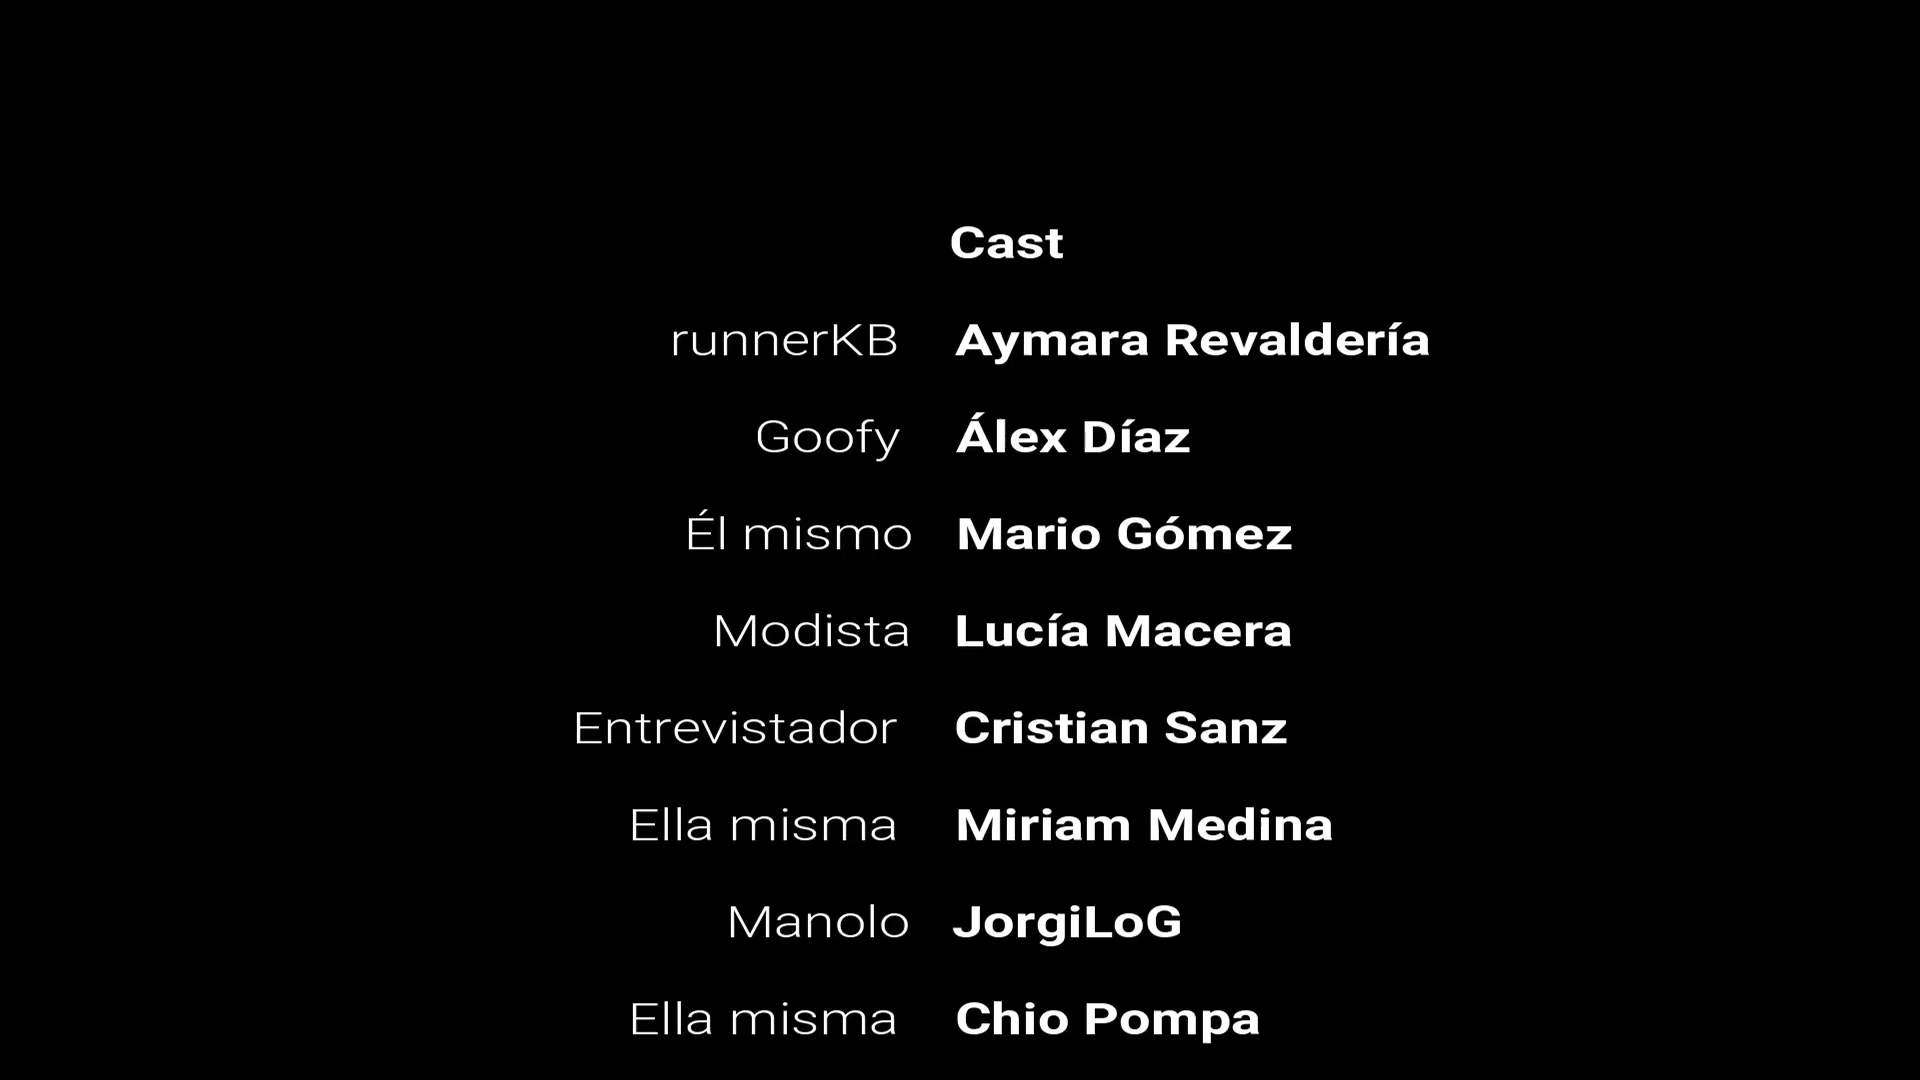 Cast
runnerKB Aymara Revaldería
Goofy Álex Díaz
Él mismo Mario Gómez
Modista Lucía Macera
Entrevistador Cristian Sanz
Ella misma Miriam Medina
Manolo JorgiLoG
Ella misma Chio Pompa